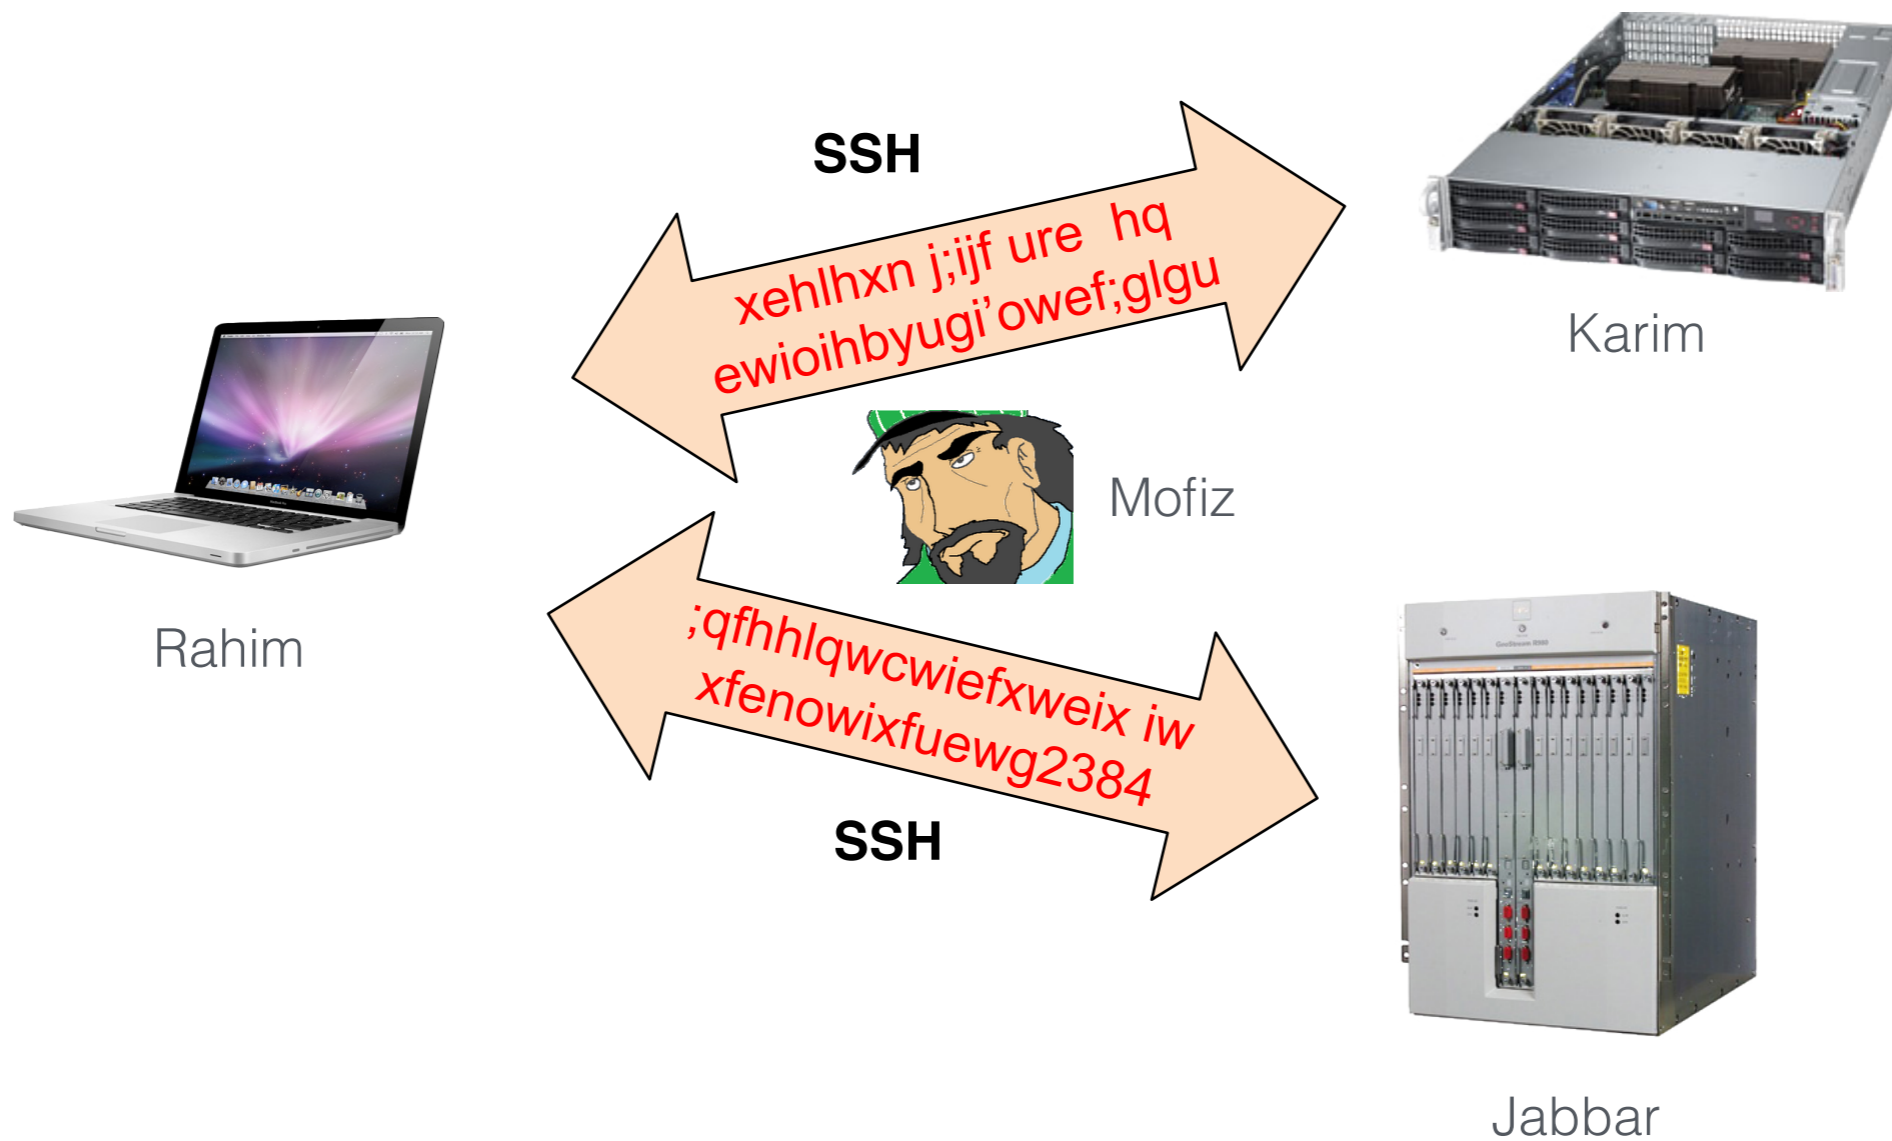 SSH
xehlhxn j;ijf ure  hq
ewioihbyugi’owef;glgu
Karim
Mofiz
Rahim
;qfhhlqwcwiefxweix iw
xfenowixfuewg2384
SSH
Jabbar